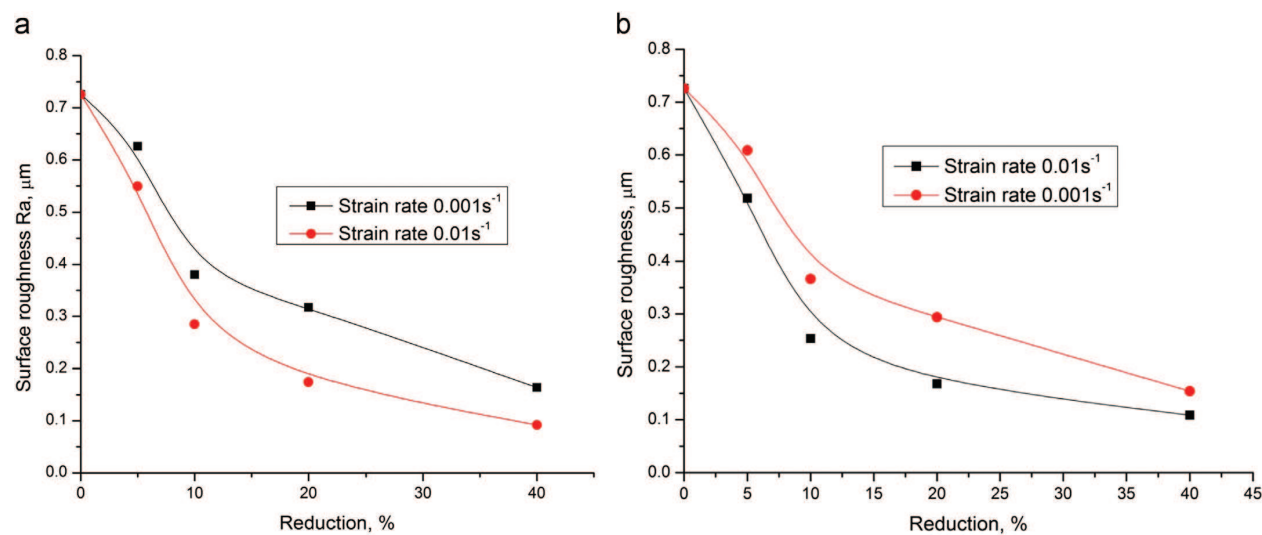 a
0.8
0.7
0.6
0.5
0.4
0.3
0.2
0.1
0.0
Surface roughness Ra, μm
Strain rate 0.001s⁻¹
Strain rate 0.01s⁻¹
0 10 20 30 40
Reduction, %
b
0.8
0.7
0.6
0.5
0.4
0.3
0.2
0.1
0.0
Surface roughness, μm
Strain rate 0.01s⁻¹
Strain rate 0.001s⁻¹
0 5 10 15 20 25 30 35 40 45
Reduction, %